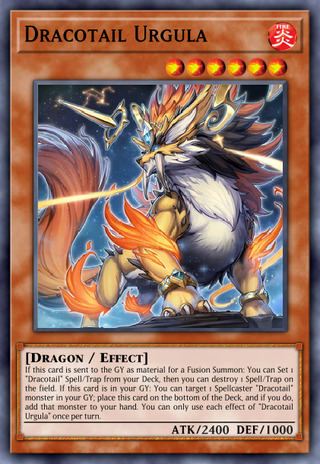 Dracotail Urgula
FIRE
炎
[Dragon / Effect]
If this card is sent to the GY as material for a Fusion Summon: You can Set 1
"Dracotail" Spell/Trap from your Deck, then you can destroy 1 Spell/Trap on
the field. If this card is in your GY: You can target 1 Spellcaster "Dracotail"
monster in your GY; place this card on the bottom of the Deck, and if you do,
add that monster to your hand. You can only use each effect of "Dracotail
Urgula" once per turn.
ATK/2400 DEF/1000